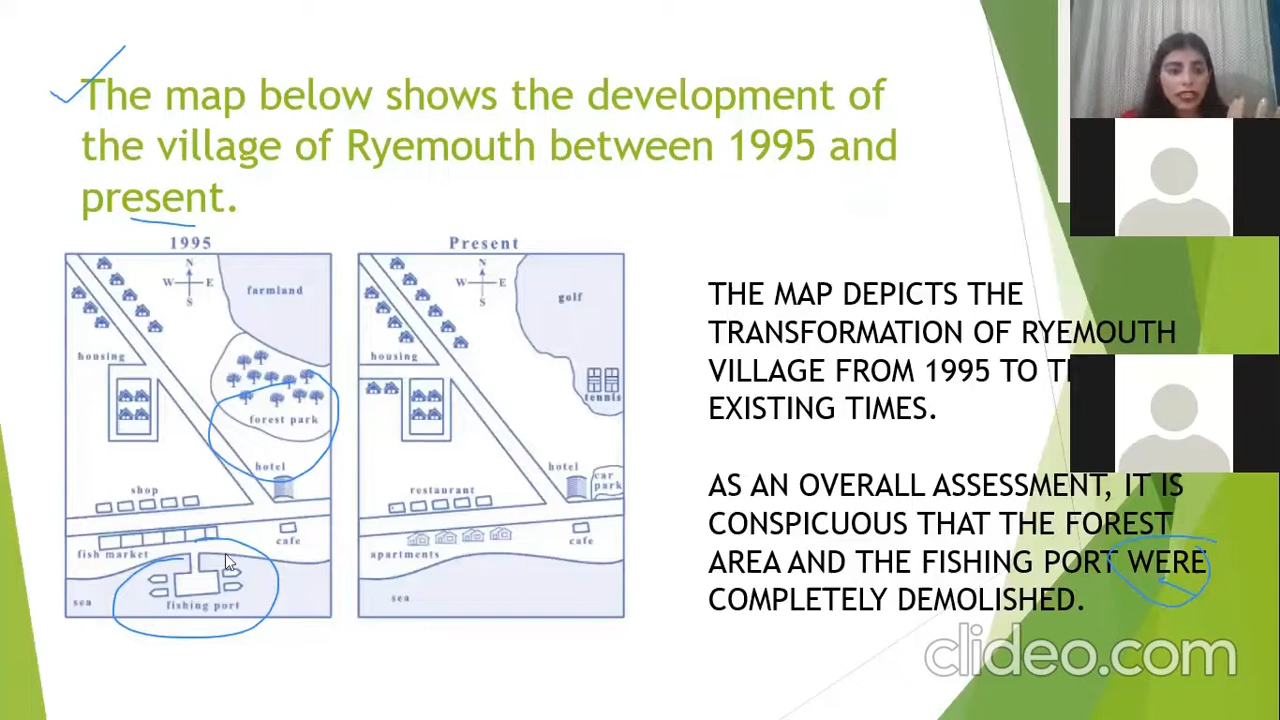 The map below shows the development of
the village of Ryemouth between 1995 and
present.
1995
N
W E
S
farmland
housing
forest park
hotel
shop
fish market
cafe
sea
fishing port
Present
N
W E
S
golf
housing
tennis
hotel
car
park
restaurant
apartments
cafe
sea
THE MAP DEPICTS THE
TRANSFORMATION OF RYEMOUTH
VILLAGE FROM 1995 TO
EXISTING TIMES.
AS AN OVERALL ASSESSMENT, IT IS
CONSPICUOUS THAT THE FOREST
AREA AND THE FISHING PORT WERE
COMPLETELY DEMOLISHED.
clideo.com